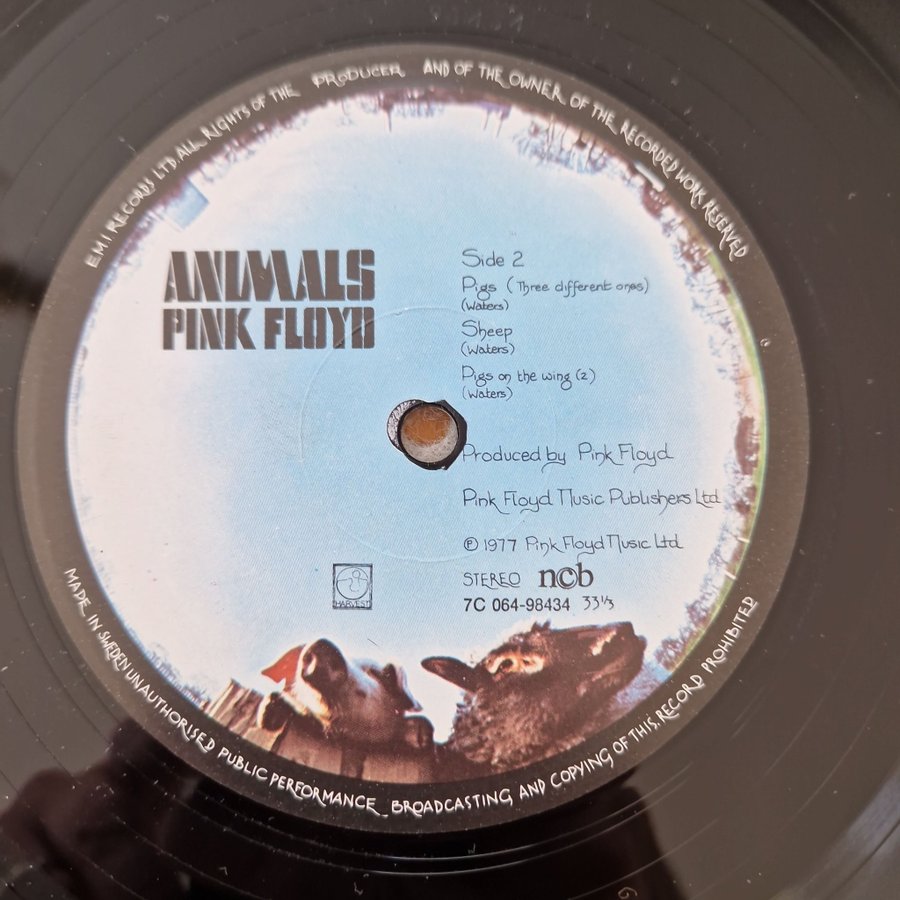 E.M.I RECORDS LTD. ALL RIGHTS OF THE PRODUCER AND OF THE OWNER OF THE RECORDED WORK RESERVED
ANIMALS
PINK FLOYD
Side 2
Pigs (Three different ones)
(Waters)
Sheep
(Waters)
Pigs on the wing (2)
(Waters)
Produced by Pink Floyd
Pink Floyd Music Publishers Ltd
℗ 1977 Pink Floyd Music Ltd.
HARVEST
STEREO ncb
7C 064-98434 33 1/3
MADE IN SWEDEN UNAUTHORISED PUBLIC PERFORMANCE BROADCASTING AND COPYING OF THIS RECORD PROHIBITED